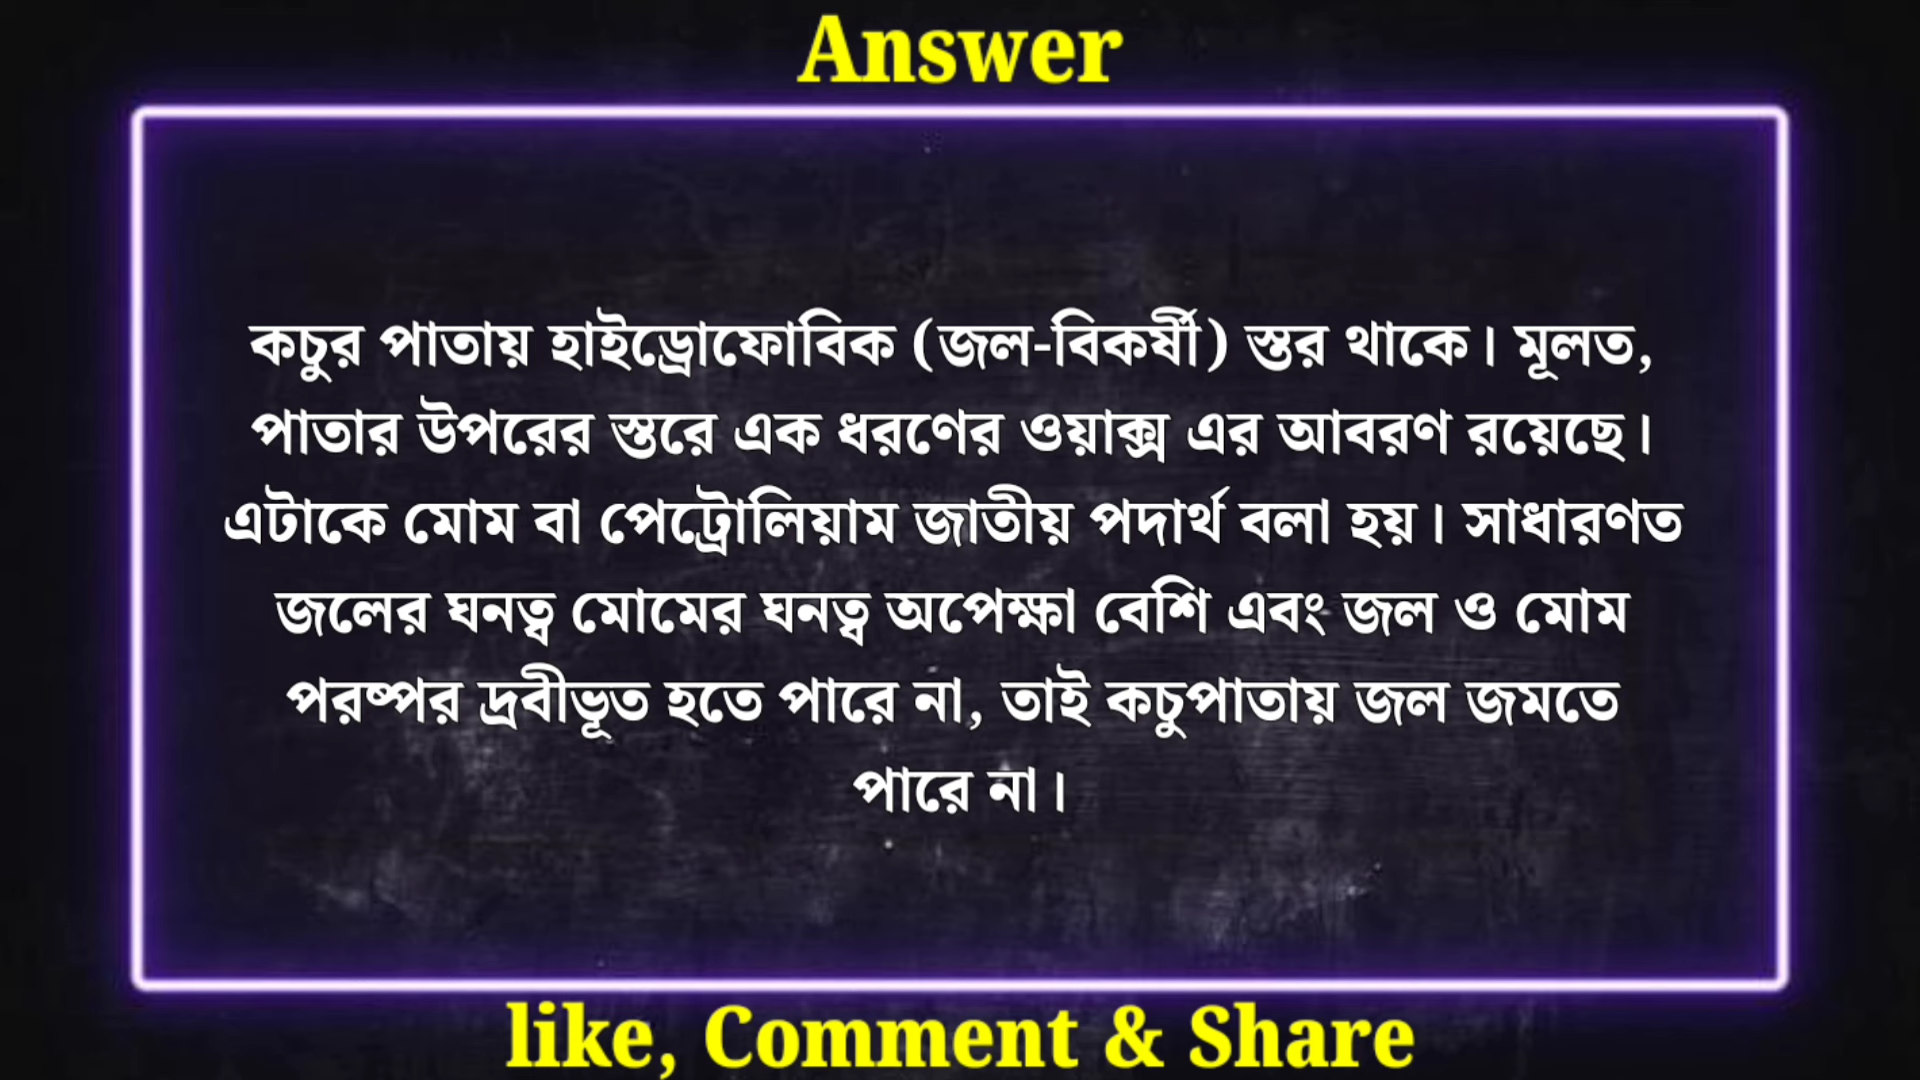 Answer
কচুর পাতায় হাইড্রোফোবিক (জল-বিকর্ষী) স্তর থাকে। মূলত,
পাতার উপরের স্তরে এক ধরণের ওয়াক্স এর আবরণ রয়েছে।
এটাকে মোম বা পেট্রোলিয়াম জাতীয় পদার্থ বলা হয়। সাধারণত
জলের ঘনত্ব মোমের ঘনত্ব অপেক্ষা বেশি এবং জল ও মোম
পরষ্পর দ্রবীভূত হতে পারে না, তাই কচুপাতায় জল জমতে
পারে না।
like, Comment & Share